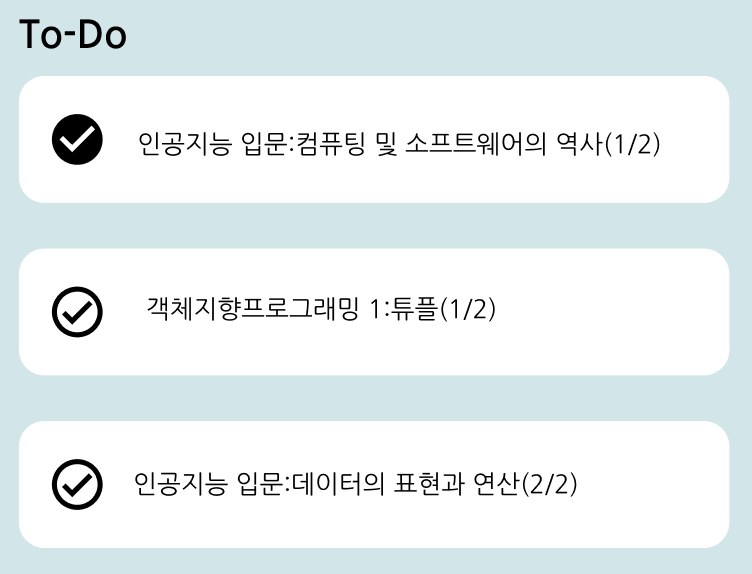 To-Do
인공지능 입문:컴퓨팅 및 소프트웨어의 역사(1/2)
객체지향프로그래밍 1:튜플(1/2)
인공지능 입문:데이터의 표현과 연산(2/2)